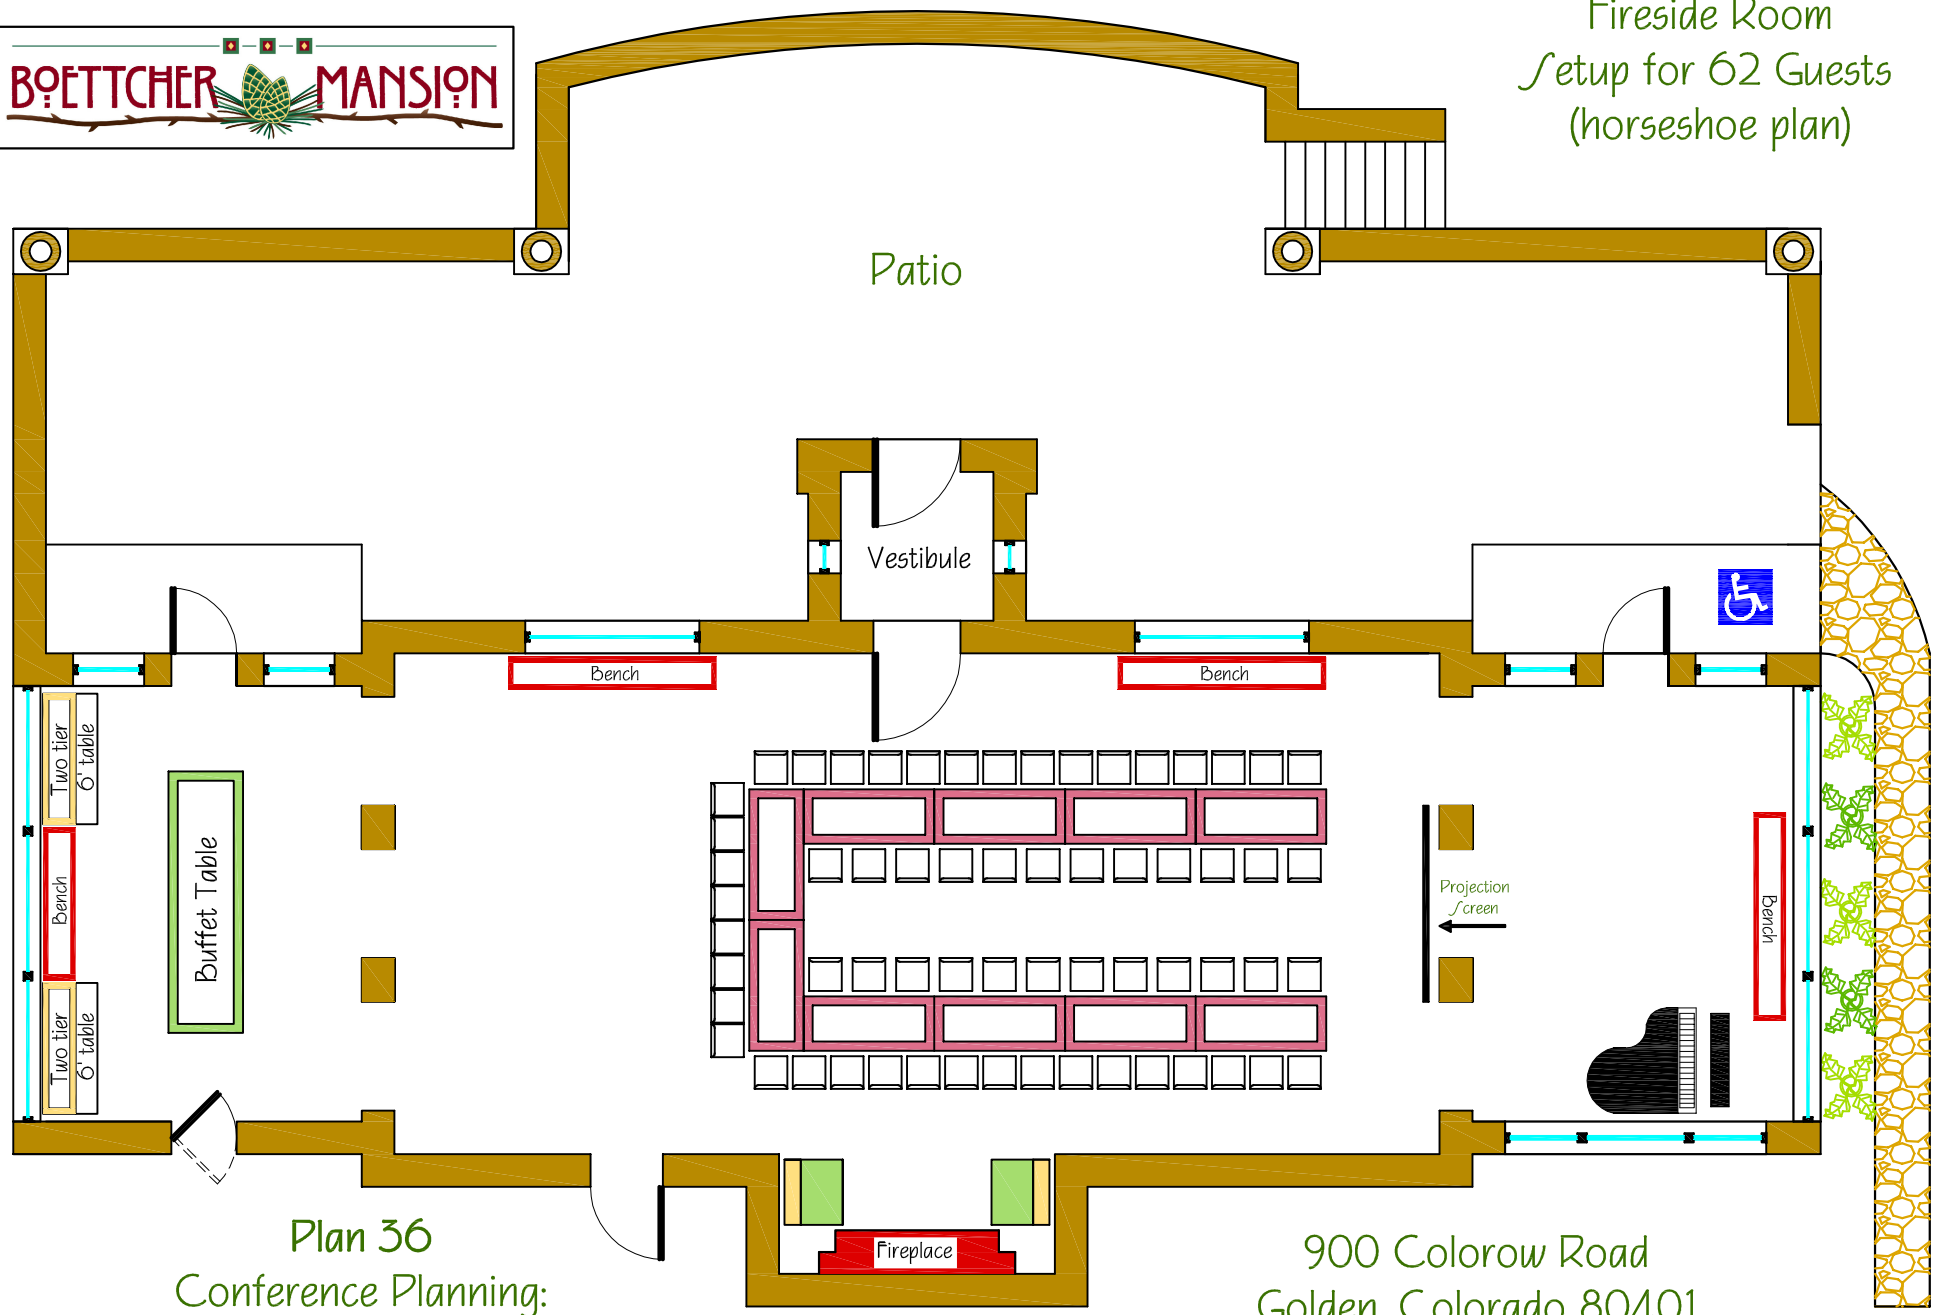 BOETTCHER MANSION
Fireside Room
Setup for 62 Guests
(horseshoe plan)
Patio
Vestibule
Bench
Bench
Two tier
6' table
Bench
Two tier
6' table
Buffet Table
Projection
Screen
Bench
Fireplace
Plan 36
Conference Planning:
900 Colorow Road
Golden, Colorado 80401